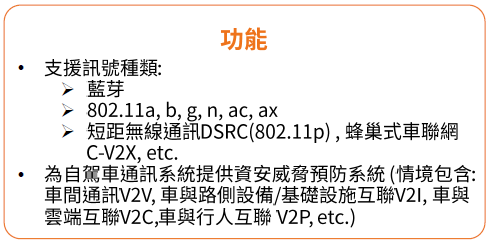 功能
• 支援訊號種類:
➢ 藍芽
➢ 802.11a, b, g, n, ac, ax
➢ 短距無線通訊DSRC(802.11p) , 蜂巢式車聯網
C-V2X, etc.
• 為自駕車通訊系統提供資安威脅預防系統 (情境包含:
車間通訊V2V, 車與路側設備/基礎設施互聯V2I, 車與
雲端互聯V2C,車與行人互聯 V2P, etc.)